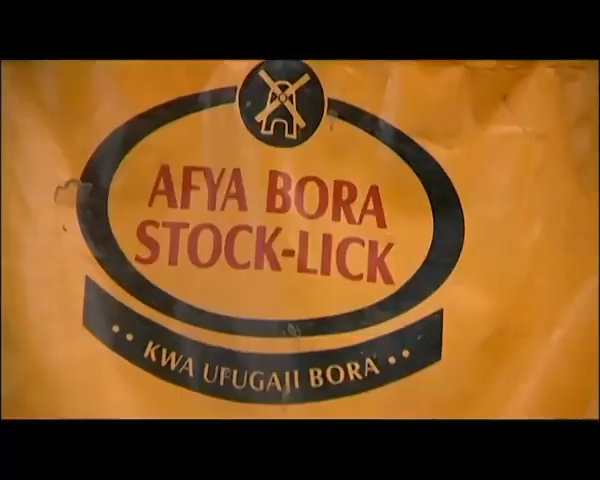 AFYA BORA
STOCK-LICK
•• KWA UFUGAJI BORA ••